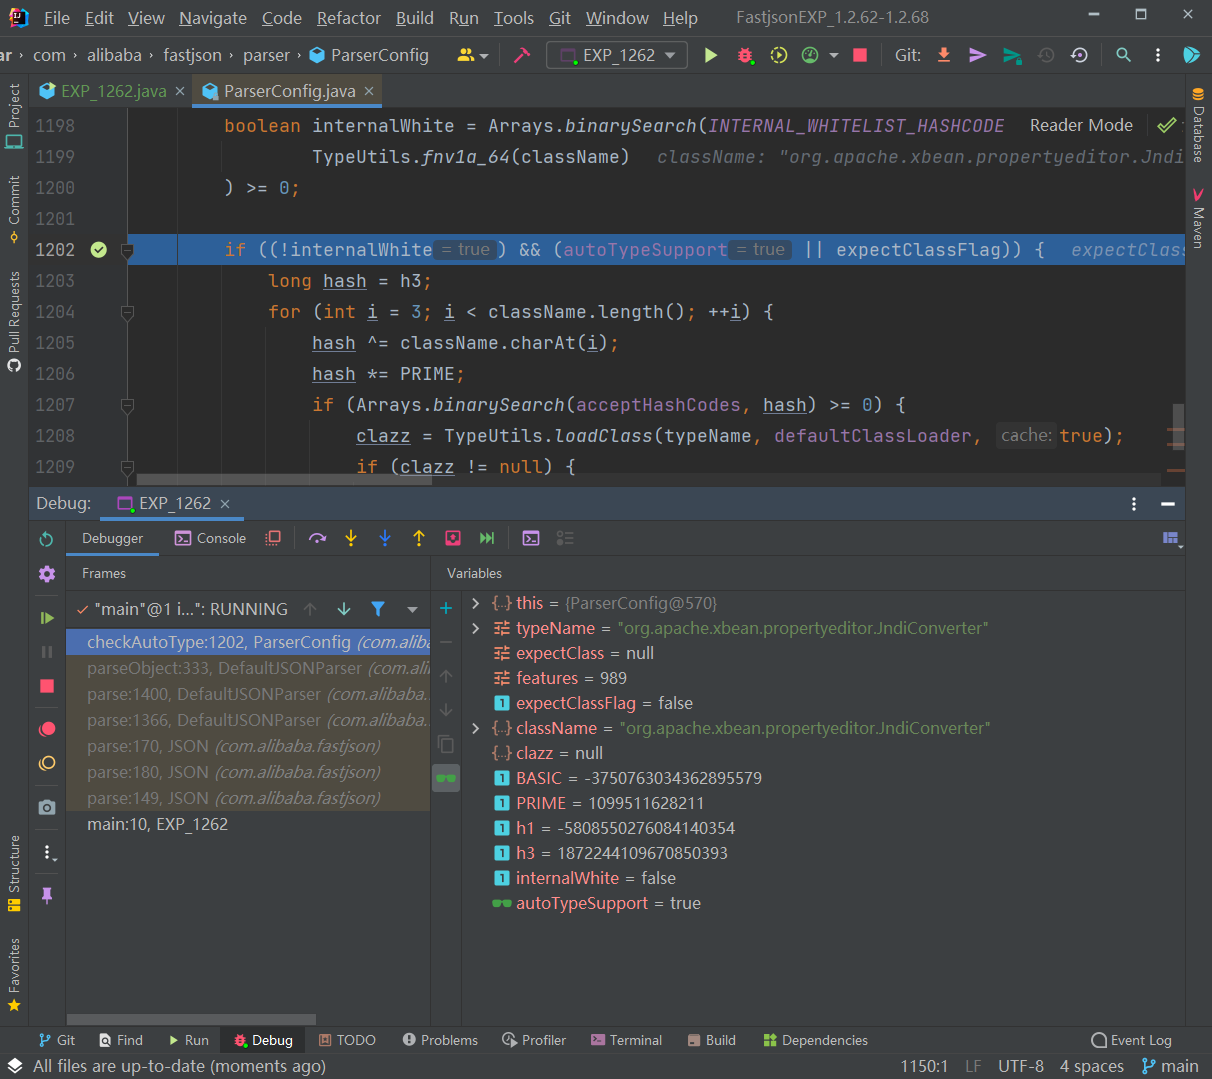 File Edit View Navigate Code Refactor Build Run Tools Git Window Help FastjsonEXP_1.2.62-1.2.68
ar › com › alibaba › fastjson › parser › ParserConfig EXP_1262 Git:
EXP_1262.java × ParserConfig.java ×
1198 boolean internalWhite = Arrays.binarySearch(INTERNAL_WHITELIST_HASHCODE Reader Mode
1199 TypeUtils.fnv1a_64(className) className: "org.apache.xbean.propertyeditor.Jndi
1200 ) >= 0;
1201
1202 if ((!internalWhite = true ) && (autoTypeSupport = true || expectClassFlag)) { expectClass
1203 long hash = h3;
1204 for (int i = 3; i < className.length(); ++i) {
1205 hash ^= className.charAt(i);
1206 hash *= PRIME;
1207 if (Arrays.binarySearch(acceptHashCodes, hash) >= 0) {
1208 clazz = TypeUtils.loadClass(typeName, defaultClassLoader, cache: true);
1209 if (clazz != null) {
Project
Commit
Pull Requests
Structure
Favorites
Database
Maven
Debug: EXP_1262 ×
Debugger Console
Frames
"main"@1 i...": RUNNING
checkAutoType:1202, ParserConfig (com.aliba
parseObject:333, DefaultJSONParser (com.ali
parse:1400, DefaultJSONParser (com.alibaba.
parse:1366, DefaultJSONParser (com.alibaba.
parse:170, JSON (com.alibaba.fastjson)
parse:180, JSON (com.alibaba.fastjson)
parse:149, JSON (com.alibaba.fastjson)
main:10, EXP_1262
Variables
this = {ParserConfig@570}
typeName = "org.apache.xbean.propertyeditor.JndiConverter"
expectClass = null
features = 989
expectClassFlag = false
className = "org.apache.xbean.propertyeditor.JndiConverter"
clazz = null
BASIC = -3750763034362895579
PRIME = 1099511628211
h1 = -5808550276084140354
h3 = 1872244109670850393
internalWhite = false
autoTypeSupport = true
Git Find Run Debug TODO Problems Profiler Terminal Build Dependencies Event Log
All files are up-to-date (moments ago) 1150:1 LF UTF-8 4 spaces main